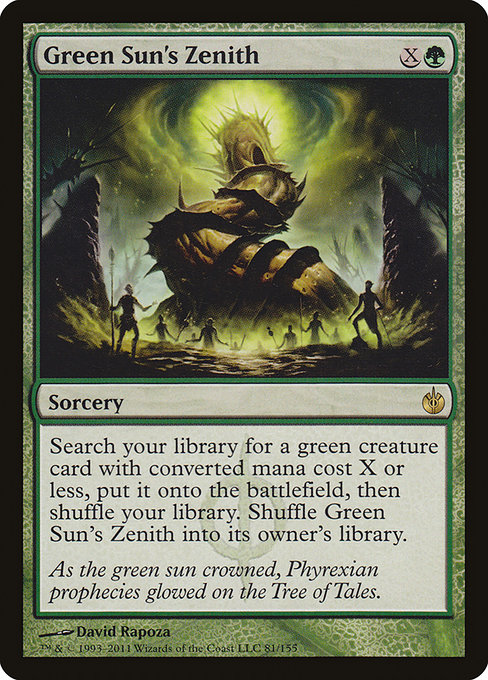 Green Sun's Zenith X
Sorcery
Search your library for a green creature
card with converted mana cost X or
less, put it onto the battlefield, then
shuffle your library. Shuffle Green
Sun's Zenith into its owner's library.
As the green sun crowned, Phyrexian
prophecies glowed on the Tree of Tales.
David Rapoza
™ & © 1993–2011 Wizards of the Coast LLC 81/155